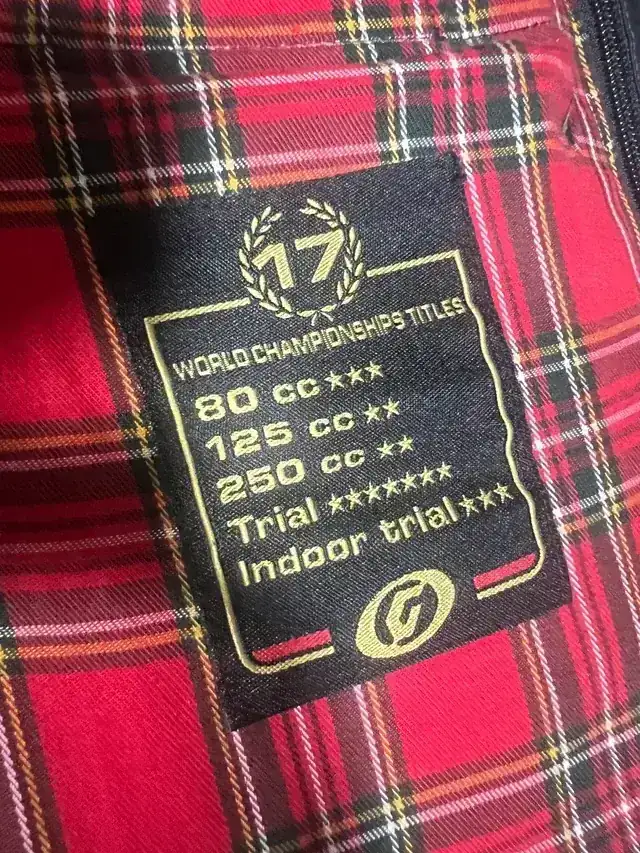 17
WORLD CHAMPIONSHIPS TITLES
80 cc ★★★
125 cc ★★
250 cc ★★
Trial ★★★★★★★
Indoor trial ★★★
G